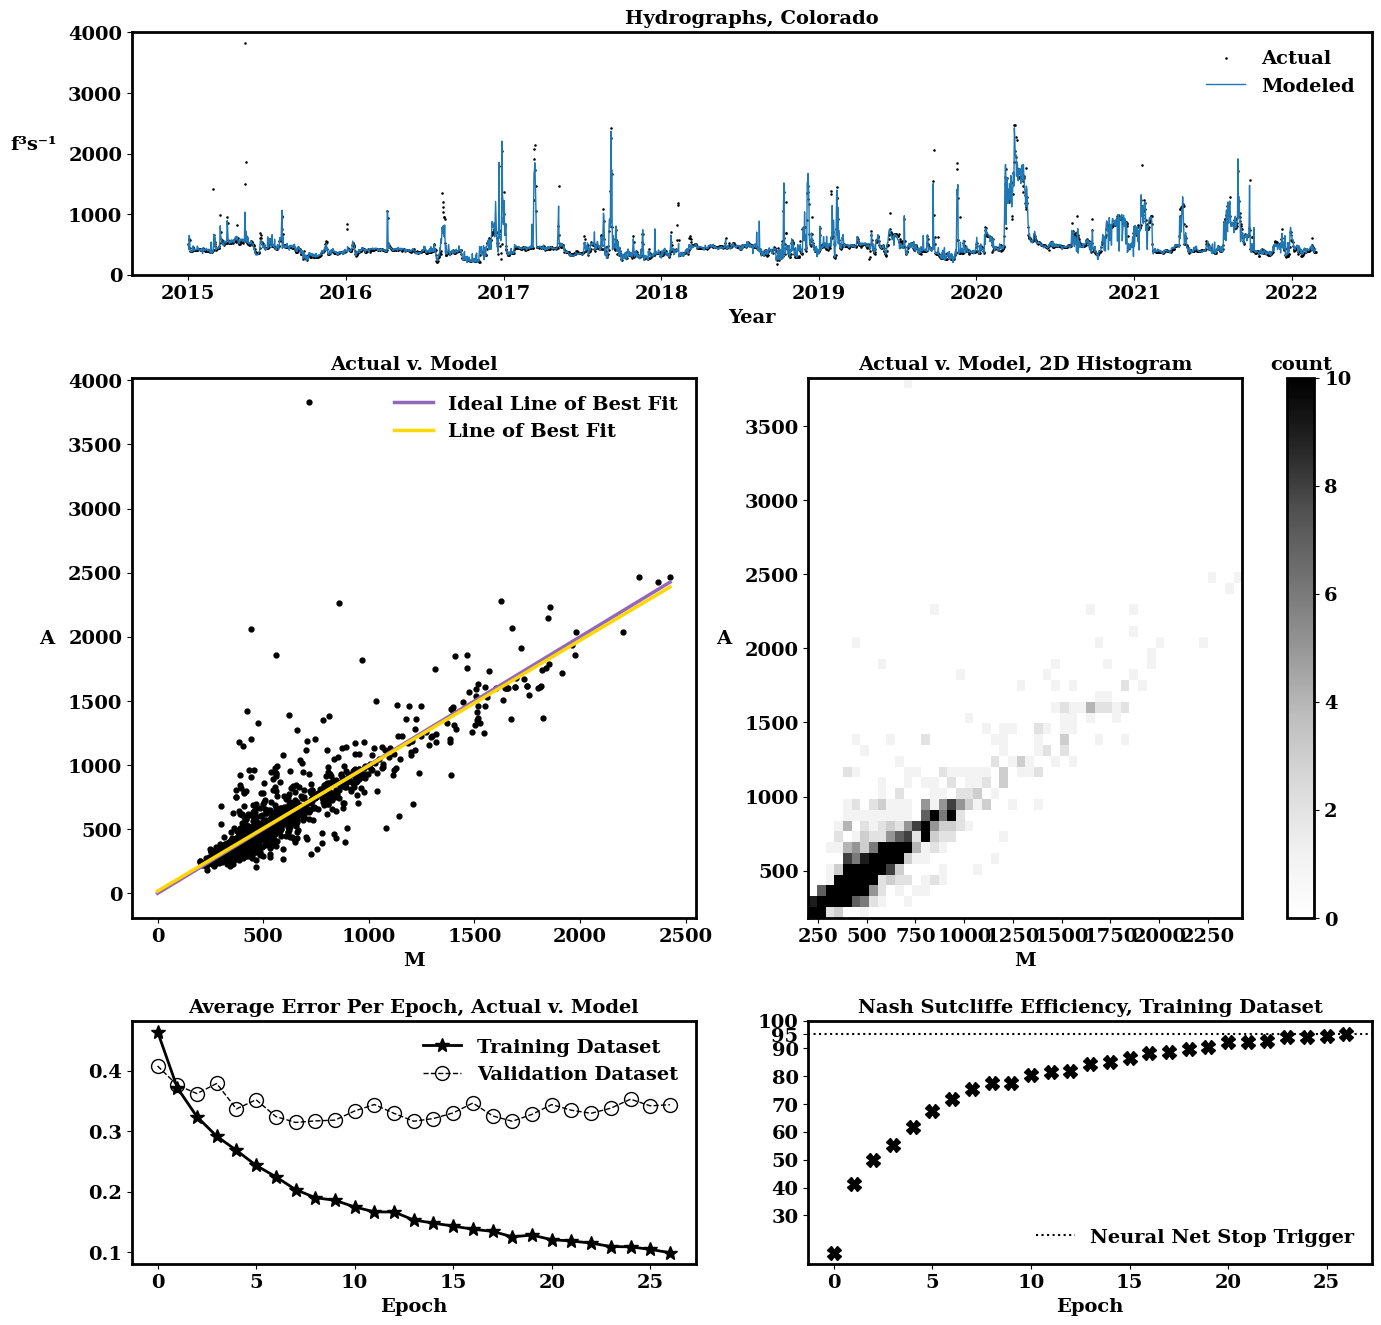 Hydrographs, Colorado
4000
3000
2000
1000
0
f³s⁻¹
Actual
Modeled
2015 2016 2017 2018 2019 2020 2021 2022
Year
Actual v. Model
4000
3500
3000
2500
2000
1500
1000
500
0
A
Ideal Line of Best Fit
Line of Best Fit
0 500 1000 1500 2000 2500
M
Actual v. Model, 2D Histogram
3500
3000
2500
2000
1500
1000
500
A
250 500 750 1000 1250 1500 1750 2000 2250
M
count
10
8
6
4
2
0
Average Error Per Epoch, Actual v. Model
0.4
0.3
0.2
0.1
Training Dataset
Validation Dataset
0 5 10 15 20 25
Epoch
Nash Sutcliffe Efficiency, Training Dataset
100
95
90
80
70
60
50
40
30
Neural Net Stop Trigger
0 5 10 15 20 25
Epoch